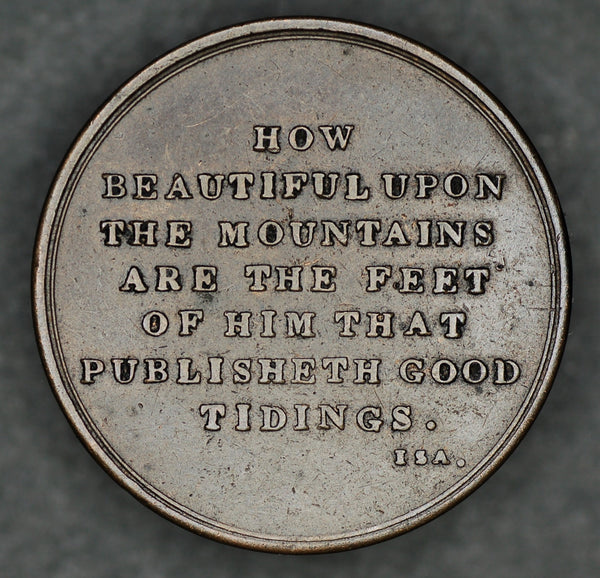 HOW
BEAUTIFUL UPON
THE MOUNTAINS
ARE THE FEET
OF HIM THAT
PUBLISHETH GOOD
TIDINGS.
ISA.